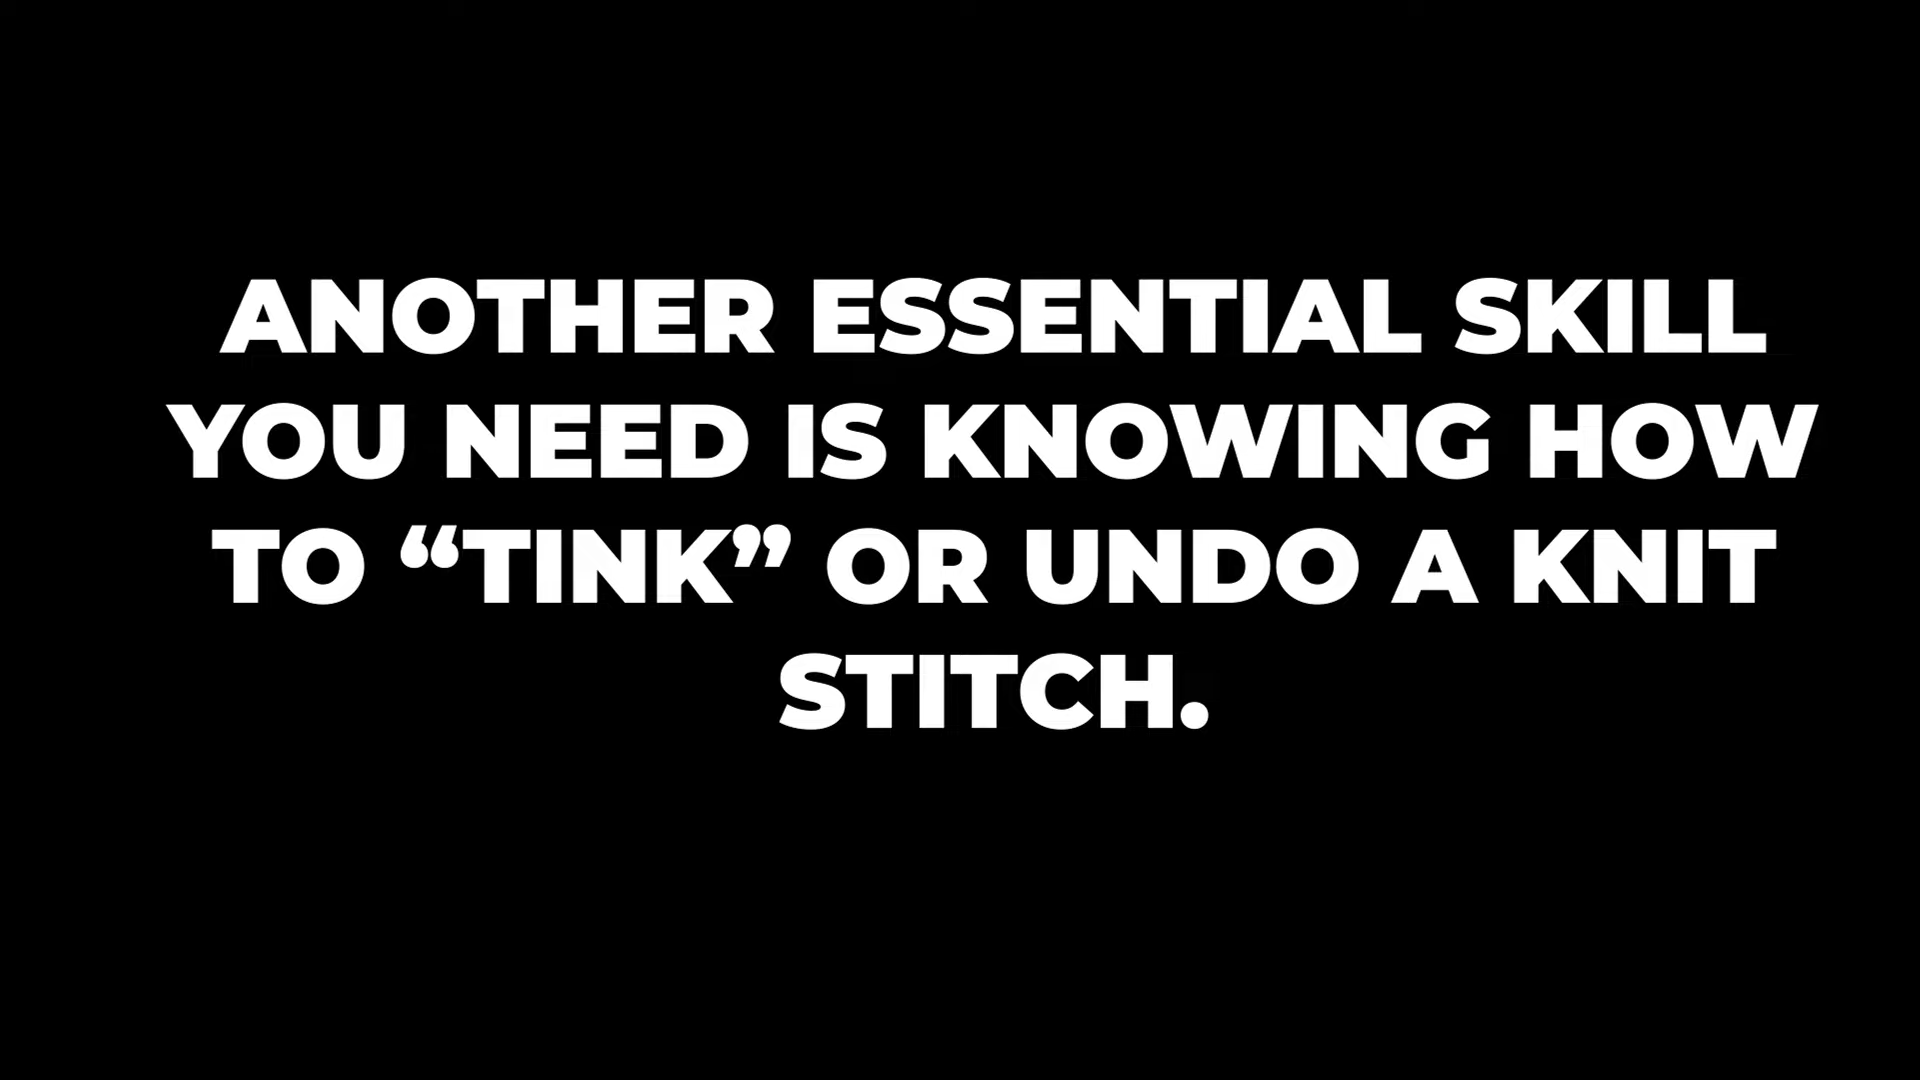 ANOTHER ESSENTIAL SKILL
YOU NEED IS KNOWING HOW
TO “TINK” OR UNDO A KNIT
STITCH.